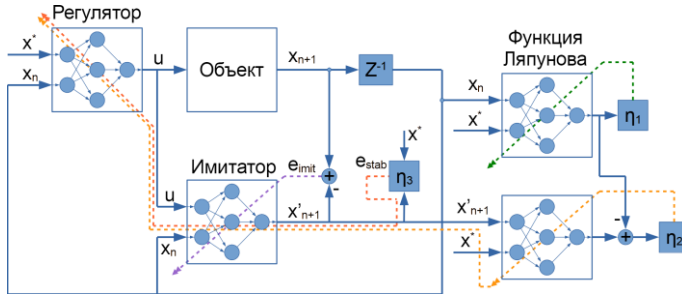 Регулятор
x*
xₙ
u
Объект
xₙ₊₁
Z⁻¹
Функция
Ляпунова
xₙ
x*
η₁
Имитатор
u
xₙ
eᵢₘᵢₜ
+
-
x'ₙ₊₁
x*
eₛₜₐb
η₃
x'ₙ₊₁
x*
-
+
η₂